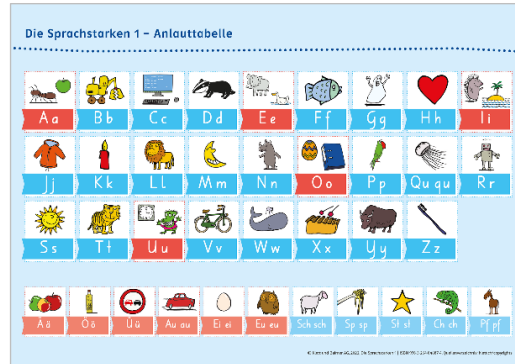 Die Sprachstarken 1 – Anlauttabelle
Aa Bb Cc Dd Ee Ff Gg Hh Ii
Jj Kk Ll Mm Nn Oo Pp Qu qu Rr
Ss Tt Uu Vv Ww Xx Yy Zz
Ää Öö Üü Au au Ei ei Eu eu Sch sch Sp sp St st Ch ch Pf pf